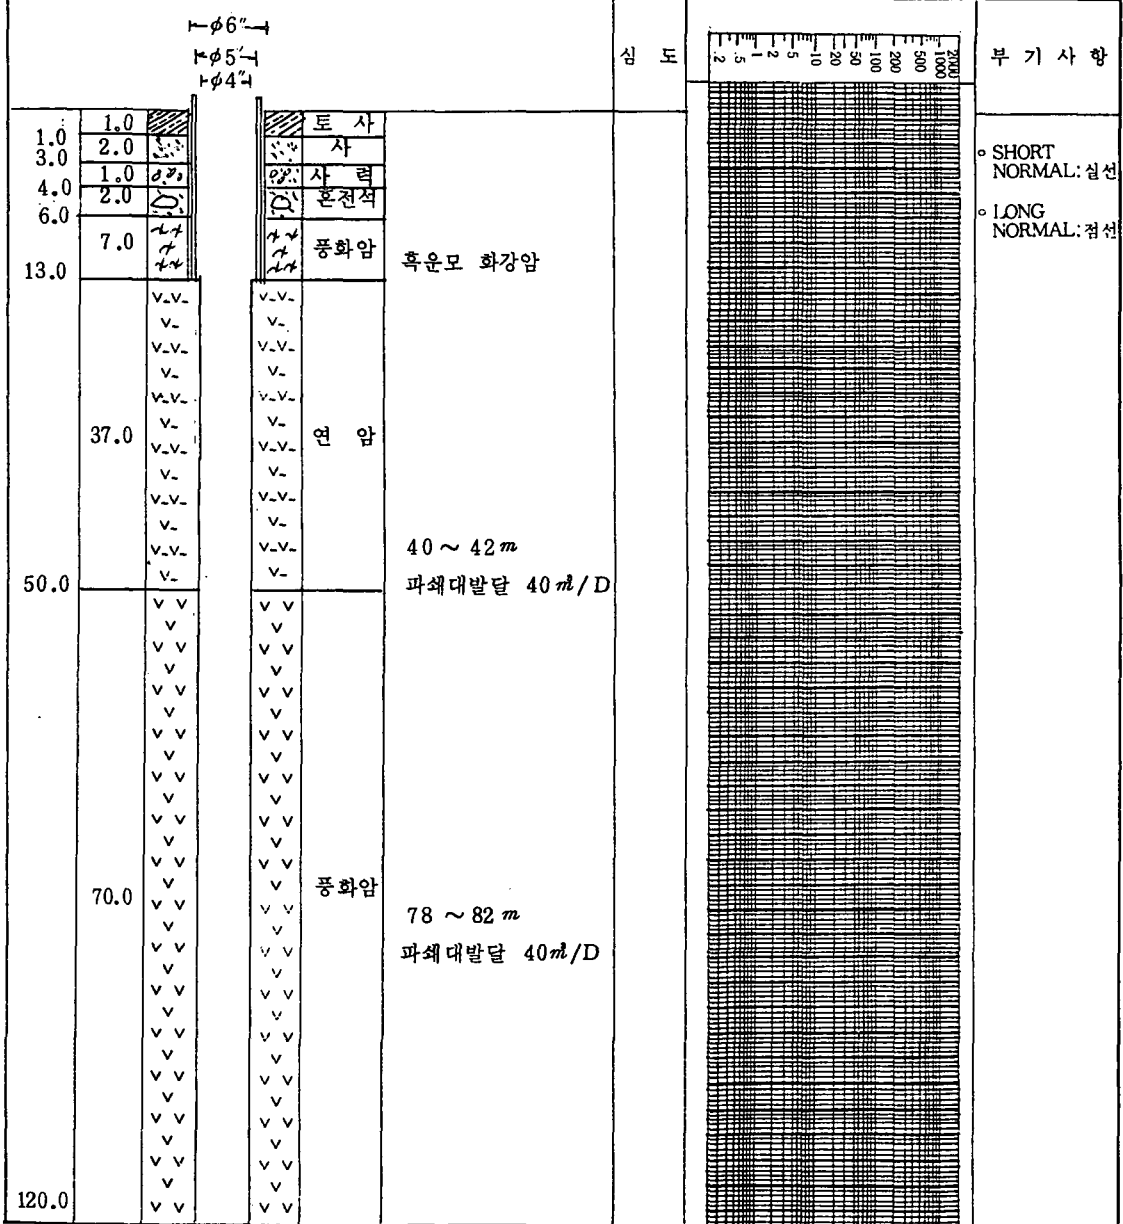 φ6"
φ5"
φ4"
심 도
.2 .5 1 2 5 10 20 50 100 200 500 1000 2000
부 기 사 항
1.0 토 사
1.0
2.0 사
3.0
1.0 사 력
4.0
2.0 혼전석
6.0
7.0 풍화암
13.0
흑운모 화강암
° SHORT
NORMAL: 실선
° LONG
NORMAL: 점선
37.0 연 암
40 ~ 42 m
파쇄대발달 40㎥/D
50.0
70.0 풍화암
78 ~ 82 m
파쇄대발달 40㎥/D
120.0